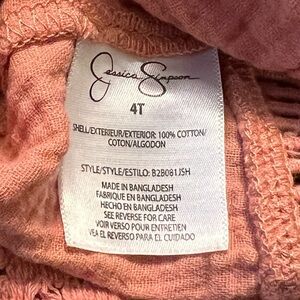 Jessica Simpson
4T
SHELL/EXTERIEUR/EXTERIOR: 100% COTTON/
COTON/ALGODON
STYLE/STYLE/ESTILO: B2B081JSH
MADE IN BANGLADESH
FABRIQUE EN BANGLADESH
HECHO EN BANGLADESH
SEE REVERSE FOR CARE
VOIR VERSO POUR ENTRETIEN
VEA EL REVERSO PARA EL CUIDADO